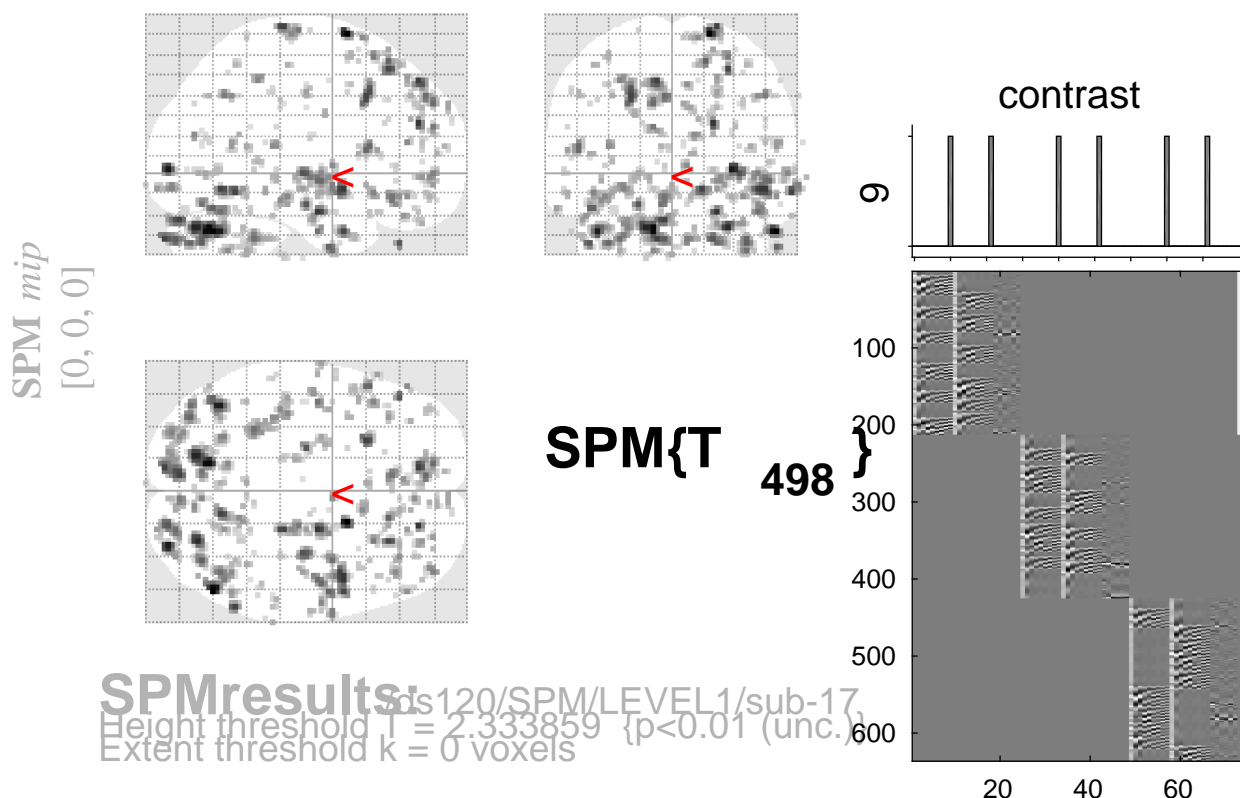 contrast
9
SPM mip
[0, 0, 0]
<
<
<
SPM{T498}
100
200
300
400
500
600
20
40
60
SPMresults: /ds120/SPM/LEVEL1/sub-17
Height threshold T = 2.333859 {p<0.01 (unc.)}
Extent threshold k = 0 voxels